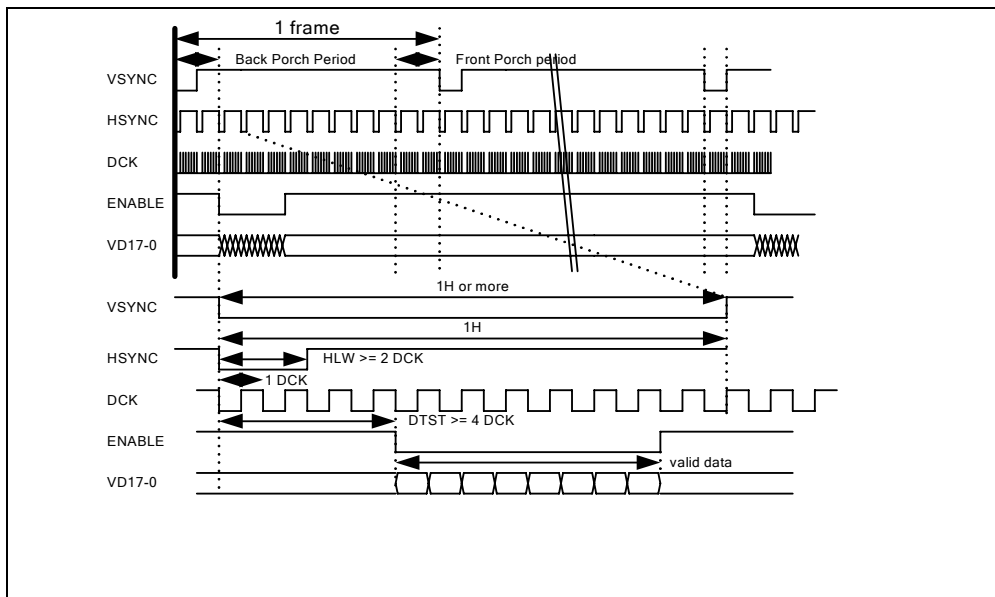 1 frame
Back Porch Period
Front Porch period
VSYNC
HSYNC
DCK
ENABLE
VD17-0
1H or more
VSYNC
1H
HSYNC
HLW >= 2 DCK
1 DCK
DCK
DTST >= 4 DCK
ENABLE
valid data
VD17-0